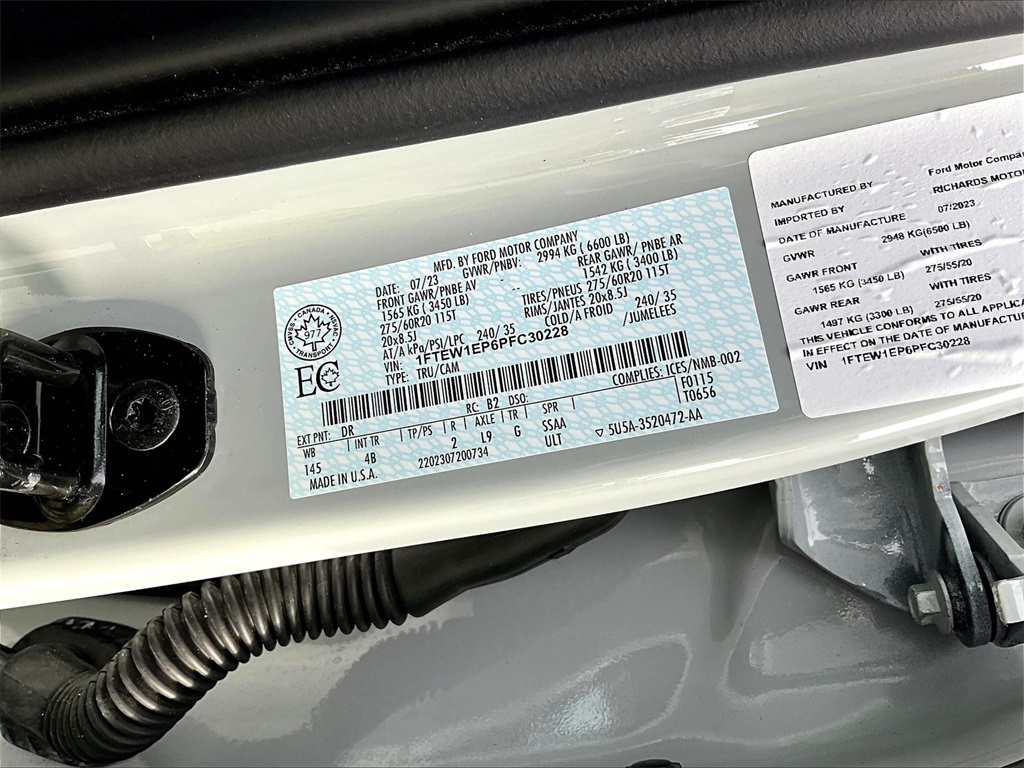 MFD. BY FORD MOTOR COMPANY
DATE: 07/23 GVWR/PNBV: 2994 KG ( 6600 LB)
FRONT GAWR/PNBE AV REAR GAWR/ PNBE AR
1565 KG ( 3450 LB) 1542 KG ( 3400 LB)
275/60R20 115T TIRES/PNEUS 275/60R20 115T
20x8.5J RIMS/JANTES 20x8.5J
AT/A kPa/PSI/LPC 240/ 35 COLD/A FROID 240/ 35
VIN: 1FTEW1EP6PFC30228 /JUMELEES
TYPE: TRU/CAM
CANADA
977
TRANSPORT
EC
COMPLIES: ICES/NMB-002
RC: B2 DSO: F0115
EXT PNT: DR T0656
WB INT TR TP/PS R AXLE TR SPR
145 4B 2 L9 G SSAA
ULT
MADE IN U.S.A. 2202307200734 5U5A-3520472-AA
MANUFACTURED BY Ford Motor Compan
IMPORTED BY RICHARDS MOTOR
DATE OF MANUFACTURE 07/2023
GVWR 2948 KG(6500 LB)
GAWR FRONT WITH TIRES
1565 KG (3450 LB) 275/55/20
GAWR REAR WITH TIRES
1497 KG (3300 LB) 275/55/20
THIS VEHICLE CONFORMS TO ALL APPLICA
IN EFFECT ON THE DATE OF MANUFACTURE
VIN 1FTEW1EP6PFC30228